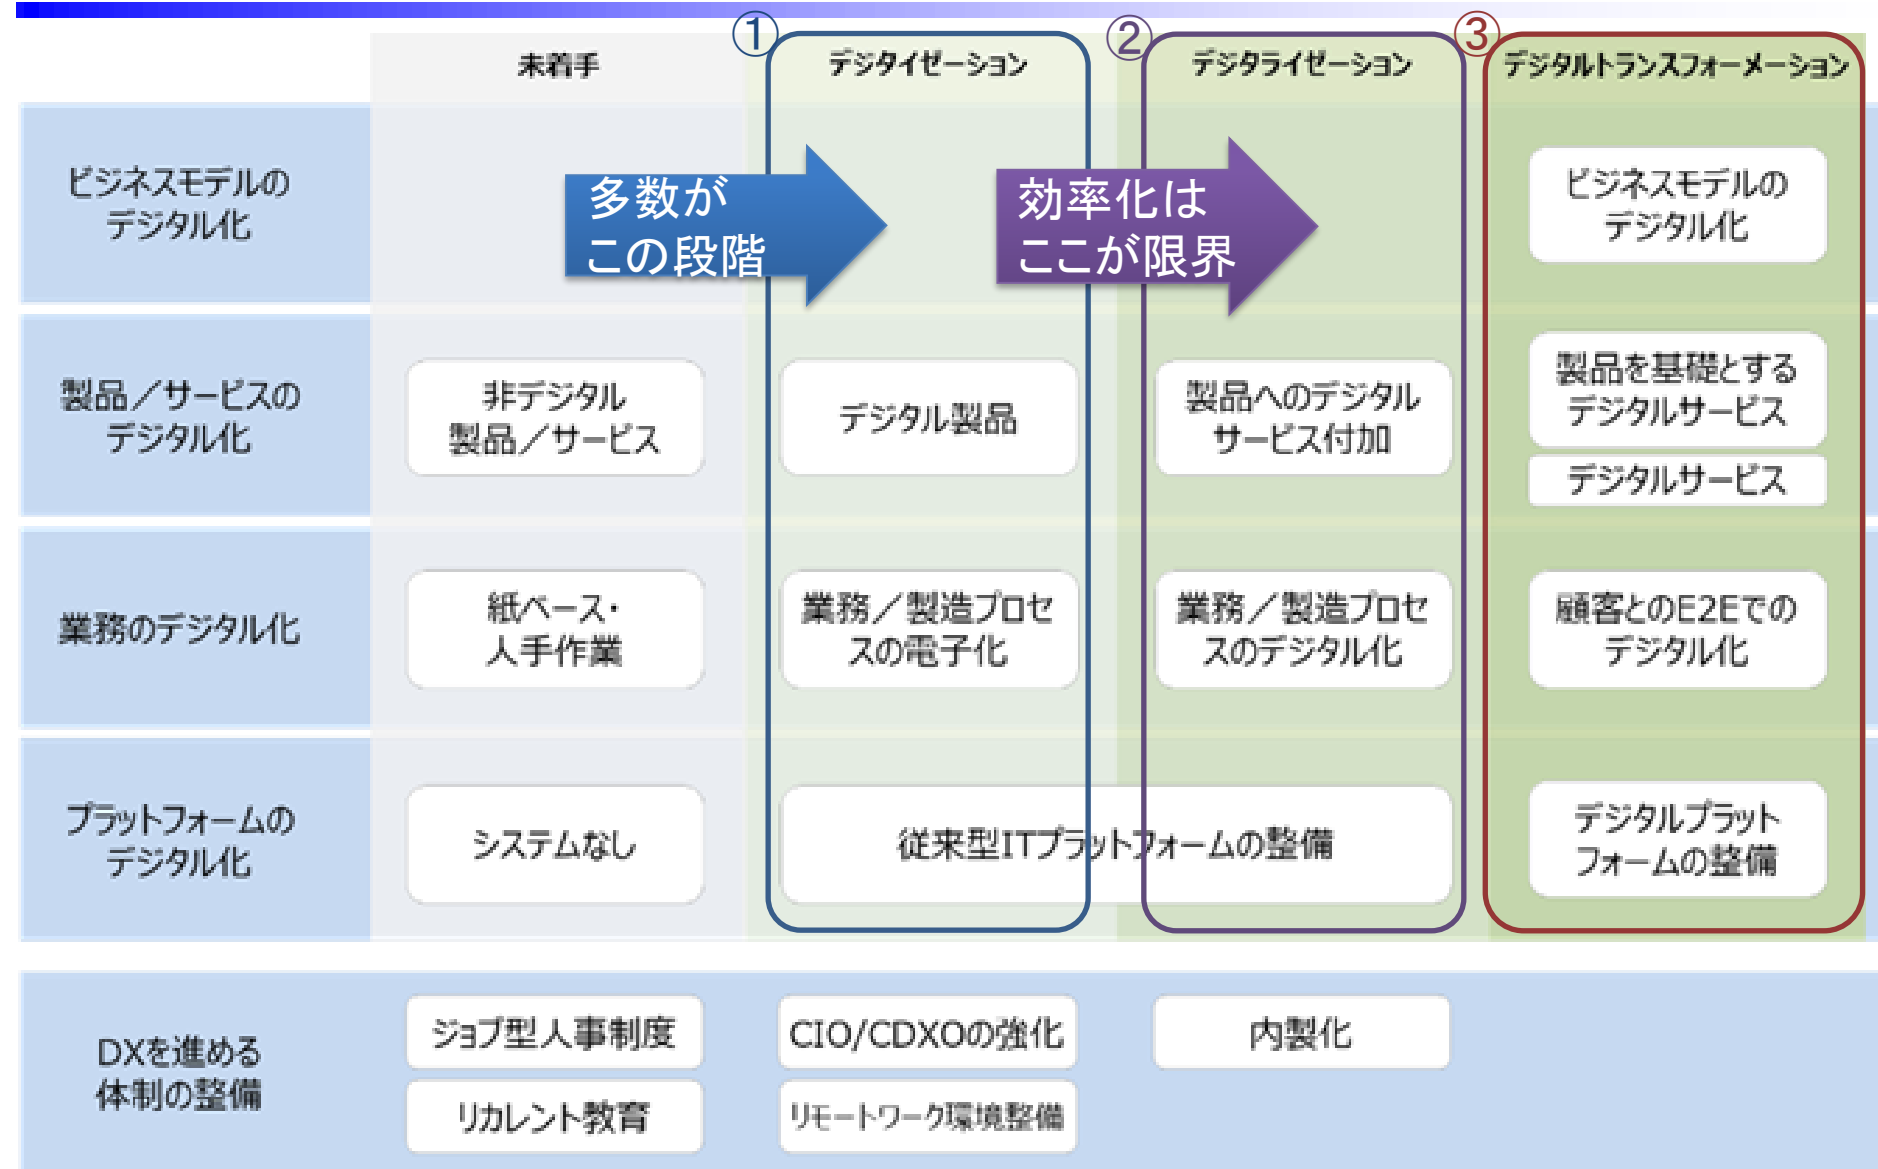 ①
②
③
未着手
デジタイゼーション
デジタライゼーション
デジタルトランスフォーメーション
ビジネスモデルの
デジタル化
多数が
この段階
効率化は
ここが限界
ビジネスモデルの
デジタル化
製品／サービスの
デジタル化
非デジタル
製品／サービス
デジタル製品
製品へのデジタル
サービス付加
製品を基礎とする
デジタルサービス
デジタルサービス
業務のデジタル化
紙ベース・
人手作業
業務／製造プロセ
スの電子化
業務／製造プロセ
スのデジタル化
顧客とのE2Eでの
デジタル化
プラットフォームの
デジタル化
システムなし
従来型ITプラットフォームの整備
デジタルプラット
フォームの整備
DXを進める
体制の整備
ジョブ型人事制度
CIO/CDXOの強化
内製化
リカレント教育
リモートワーク環境整備